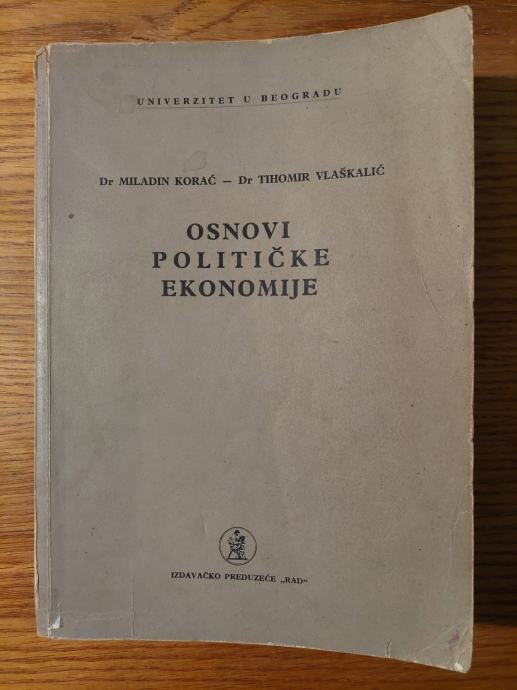 UNIVERZITET U BEOGRADU
Dr MILADIN KORAĆ — Dr TIHOMIR VLAŠKALIĆ
OSNOVI
POLITIČKE
EKONOMIJE
IZDAVAČKO PREDUZEĆE „RAD“